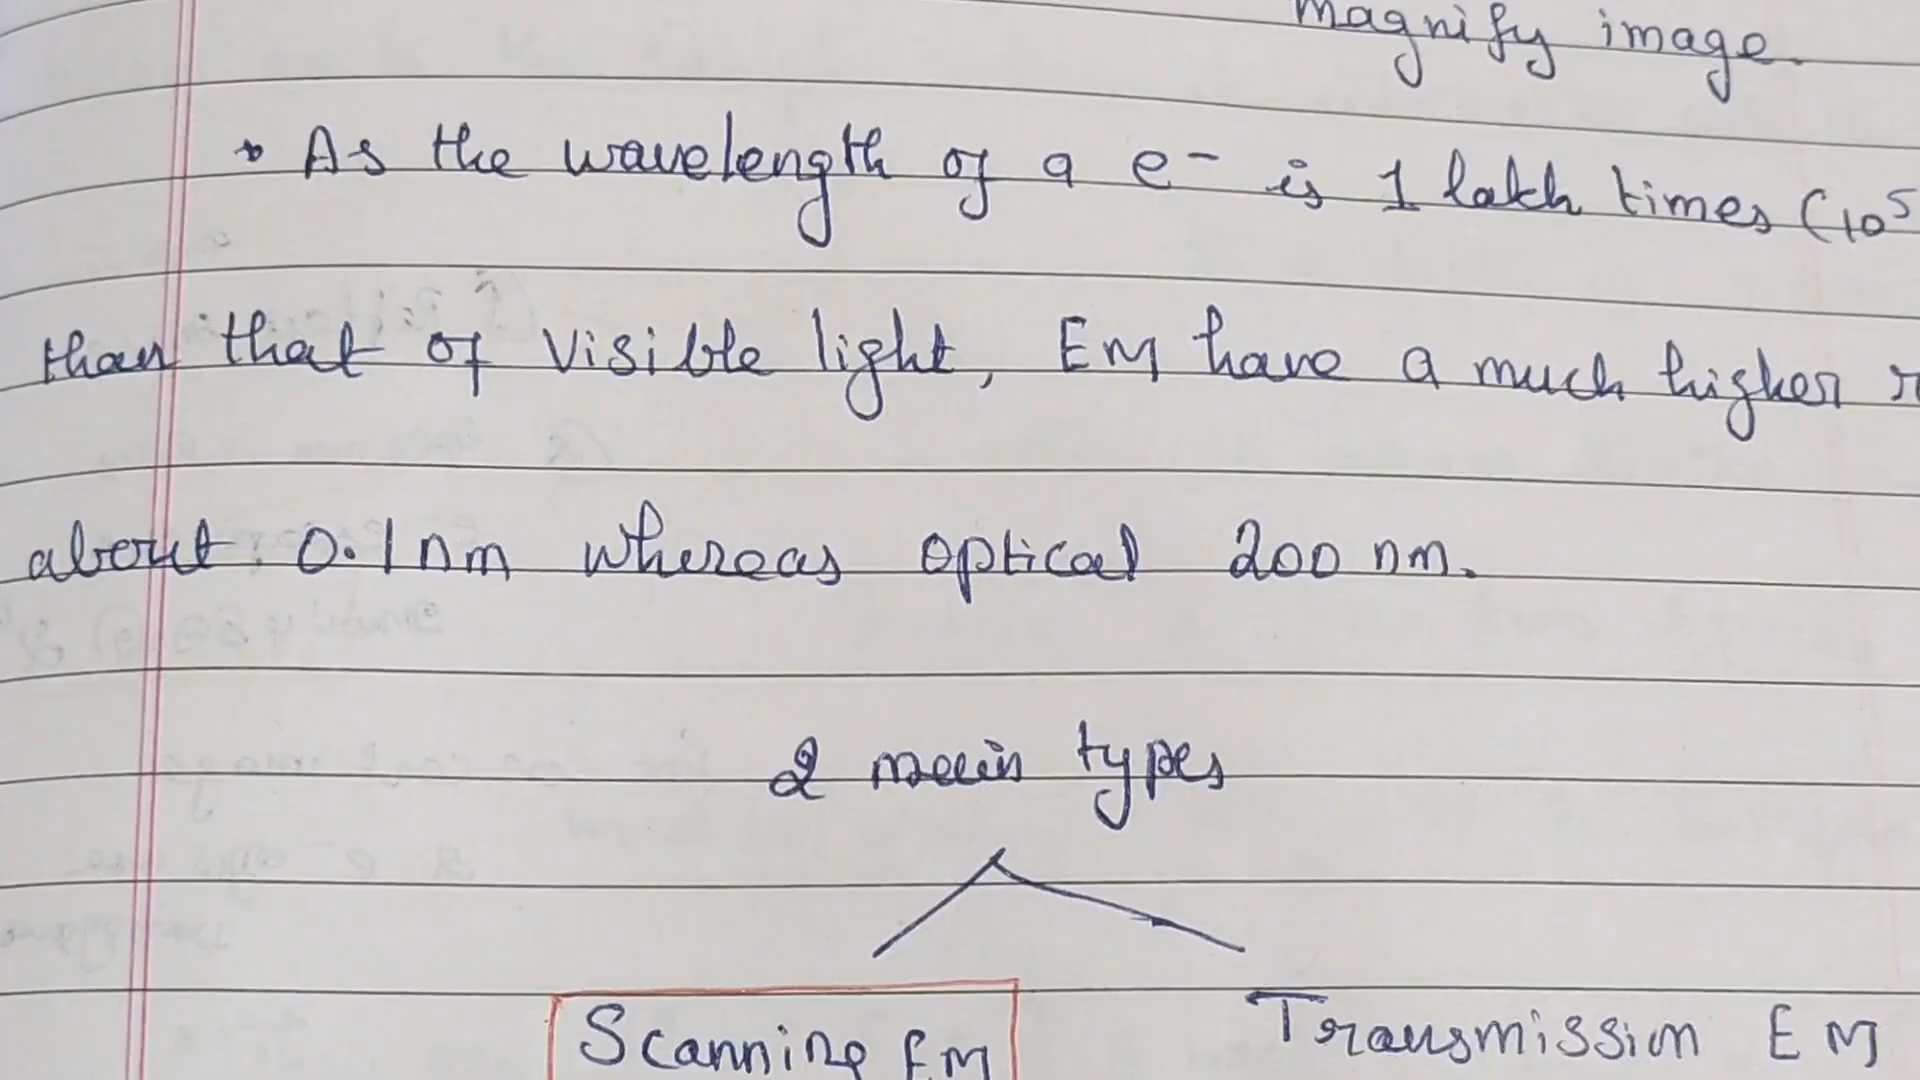 magnify image.
* As the wavelength of a e⁻ is 1 lakh times (10⁵
than that of visible light, EM have a much higher
about 0.1 nm whereas optical 200 nm.
2 main types
Scanning EM
Transmission EM